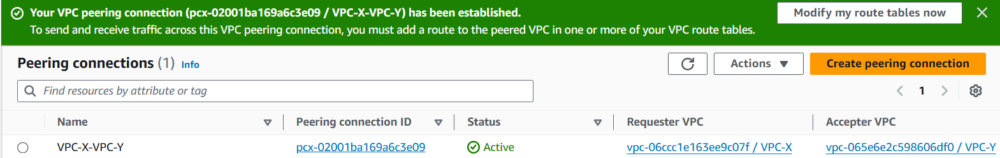 Your VPC peering connection (pcx-02001ba169a6c3e09 / VPC-X-VPC-Y) has been established.
Modify my route tables now
To send and receive traffic across this VPC peering connection, you must add a route to the peered VPC in one or more of your VPC route tables.
Peering connections (1) Info
Actions
Create peering connection
Find resources by attribute or tag
1
Name Peering connection ID Status Requester VPC Accepter VPC
VPC-X-VPC-Y pcx-02001ba169a6c3e09 Active vpc-06ccc1e163ee9c07f / VPC-X vpc-065e6e2c598606df0 / VPC-Y